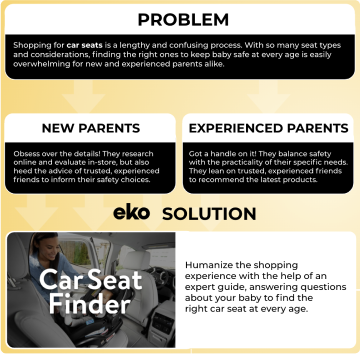 PROBLEM
Shopping for car seats is a lengthy and confusing process. With so many seat types
and considerations, finding the right ones to keep baby safe at every age is easily
overwhelming for new and experienced parents alike.
NEW PARENTS
Obsess over the details! They research
online and evaluate in-store, but also
heed the advice of trusted, experienced
friends to inform their safety choices.
EXPERIENCED PARENTS
Got a handle on it! They balance safety
with the practicality of their specific needs.
They lean on trusted, experienced friends
to recommend the latest products.
eko SOLUTION
Car Seat
Finder
Humanize the shopping
experience with the help of an
expert guide, answering questions
about your baby to find the
right car seat at every age.